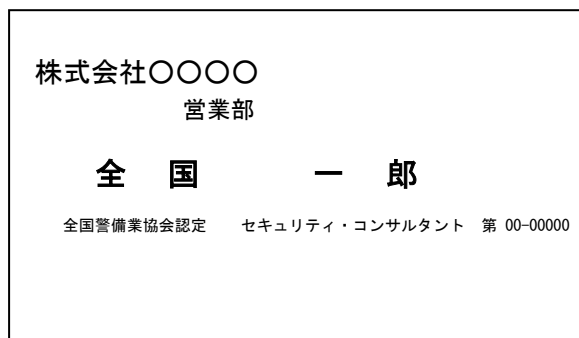 株式会社〇〇〇〇
営業部
全国　一郎
全国警備業協会認定　セキュリティ・コンサルタント　第 00-00000